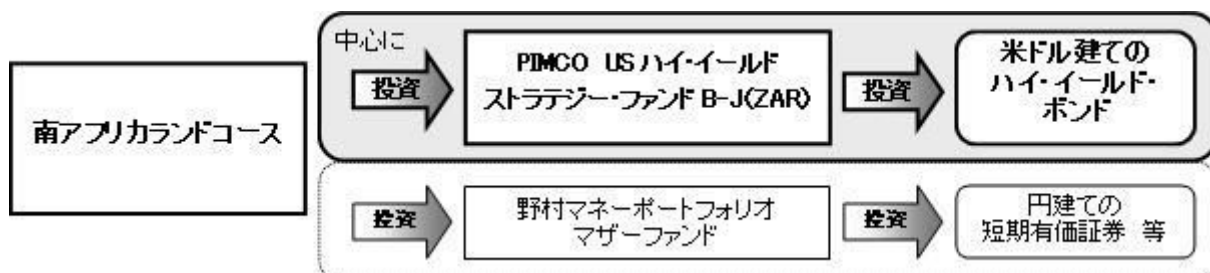 南アフリカランドコース
中心に
投資
PIMCO USハイ・イールド
ストラテジー・ファンドB-J(ZAR)
投資
米ドル建ての
ハイ・イールド・
ボンド
投資
野村マネーポートフォリオ
マザーファンド
投資
円建ての
短期有価証券 等